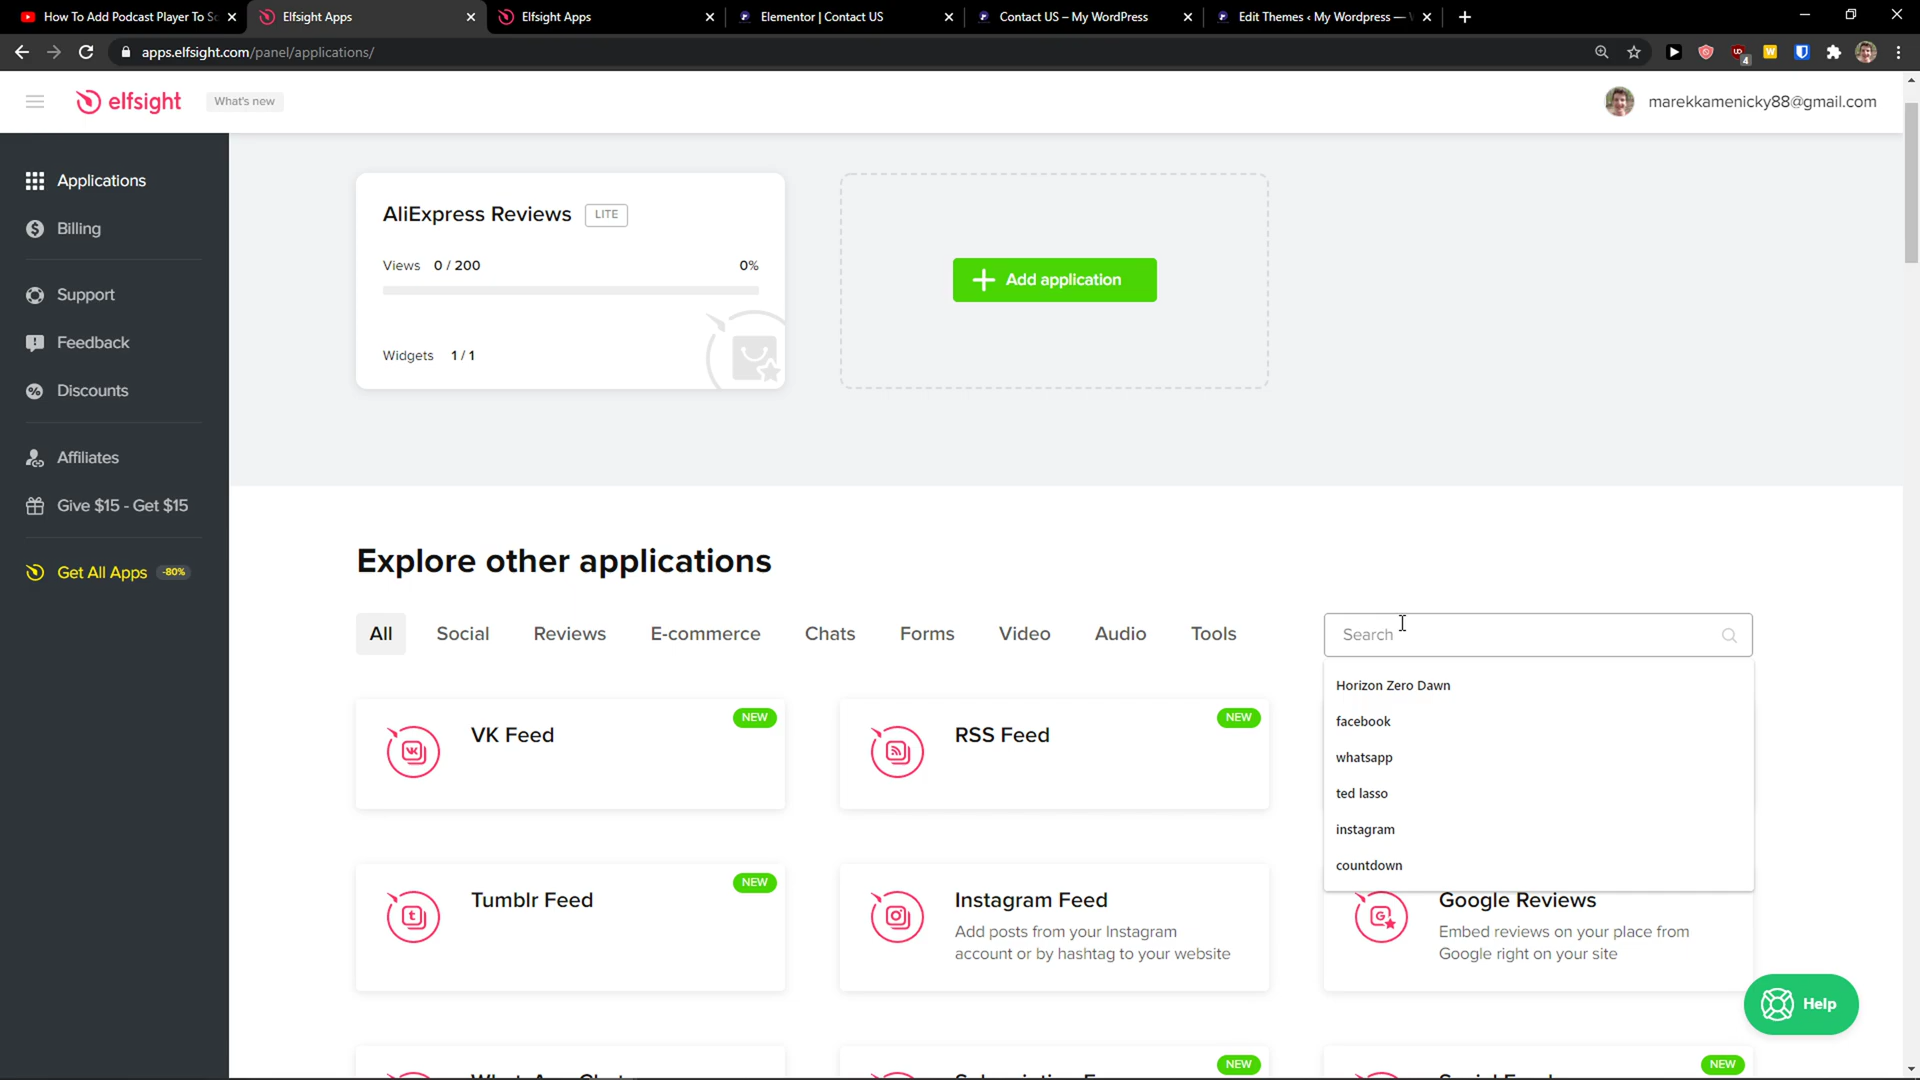 How To Add Podcast Player To Sc
Elfsight Apps
Elfsight Apps
Elementor | Contact US
Contact US – My WordPress
Edit Themes ‹ My Wordpress —
apps.elfsight.com/panel/applications/
4
elfsight
What's new
marekkamenicky88@gmail.com
Applications
Billing
Support
Feedback
Discounts
Affiliates
Give $15 - Get $15
Get All Apps -80%
AliExpress Reviews LITE
Views 0 / 200 0%
Widgets 1 / 1
Add application
Explore other applications
All Social Reviews E-commerce Chats Forms Video Audio Tools
Search
Horizon Zero Dawn
facebook
whatsapp
ted lasso
instagram
countdown
VK Feed
NEW
RSS Feed
NEW
Tumblr Feed
NEW
Instagram Feed
Add posts from your Instagram
account or by hashtag to your website
Google Reviews
Embed reviews on your place from
Google right on your site
NEW
NEW
Help